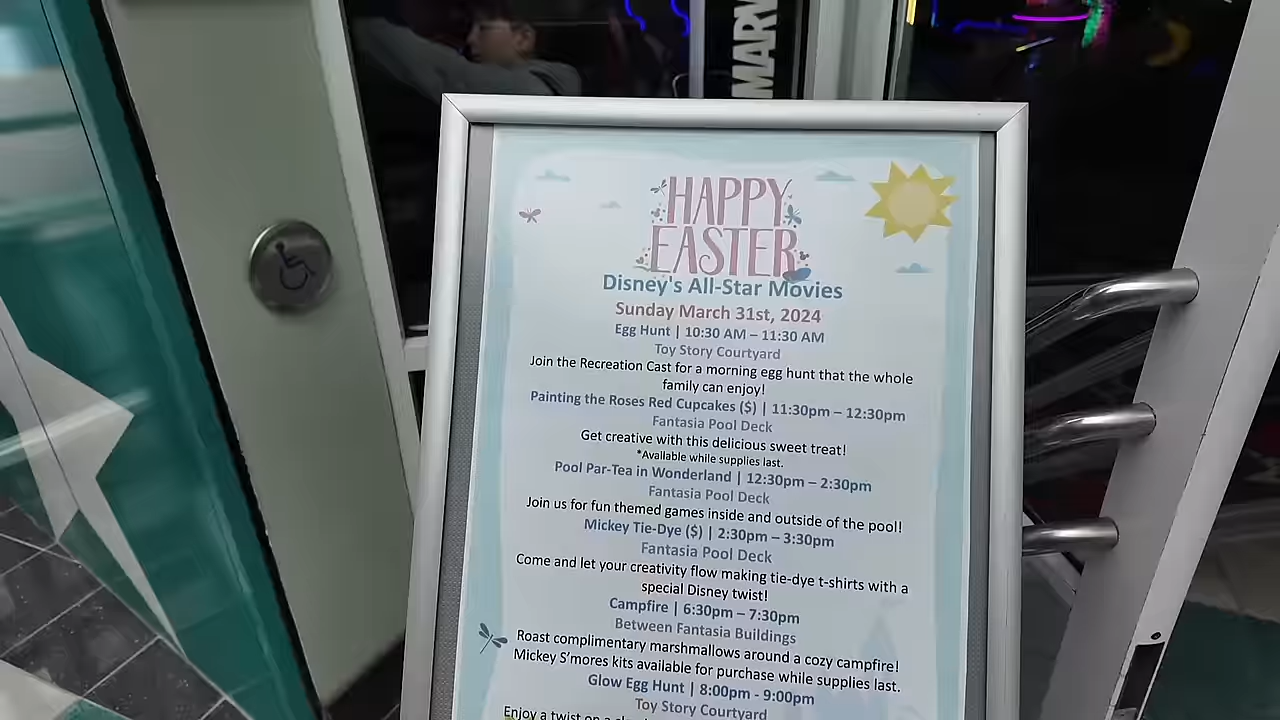 MARV
HAPPY
EASTER
Disney's All-Star Movies
Sunday March 31st, 2024
Egg Hunt | 10:30 AM – 11:30 AM
Toy Story Courtyard
Join the Recreation Cast for a morning egg hunt that the whole
family can enjoy!
Painting the Roses Red Cupcakes ($) | 11:30pm – 12:30pm
Fantasia Pool Deck
Get creative with this delicious sweet treat!
*Available while supplies last.
Pool Par-Tea in Wonderland | 12:30pm – 2:30pm
Fantasia Pool Deck
Join us for fun themed games inside and outside of the pool!
Mickey Tie-Dye ($) | 2:30pm – 3:30pm
Fantasia Pool Deck
Come and let your creativity flow making tie-dye t-shirts with a
special Disney twist!
Campfire | 6:30pm – 7:30pm
Between Fantasia Buildings
Roast complimentary marshmallows around a cozy campfire!
Mickey S'mores kits available for purchase while supplies last.
Glow Egg Hunt | 8:00pm - 9:00pm
Toy Story Courtyard
Enjoy a twist on a